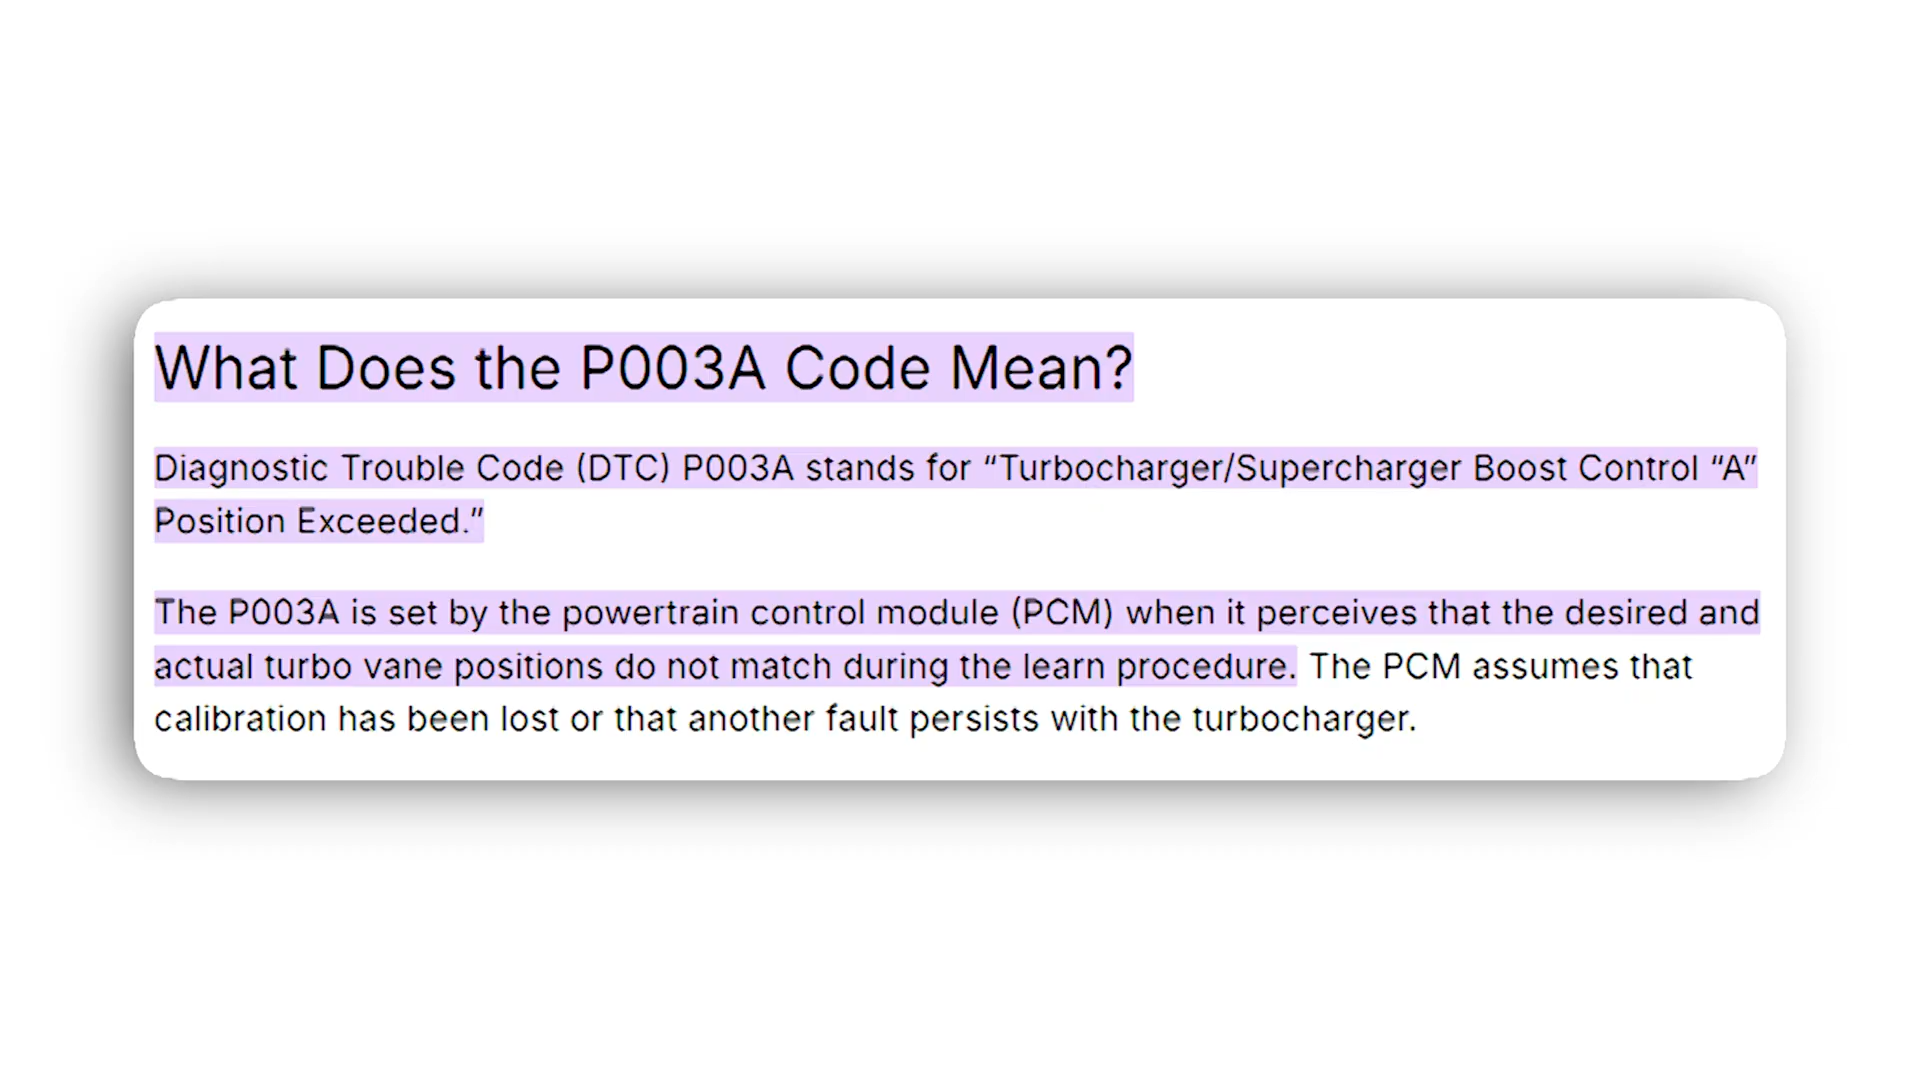 What Does the P003A Code Mean?
Diagnostic Trouble Code (DTC) P003A stands for “Turbocharger/Supercharger Boost Control “A”
Position Exceeded.”
The P003A is set by the powertrain control module (PCM) when it perceives that the desired and
actual turbo vane positions do not match during the learn procedure. The PCM assumes that
calibration has been lost or that another fault persists with the turbocharger.